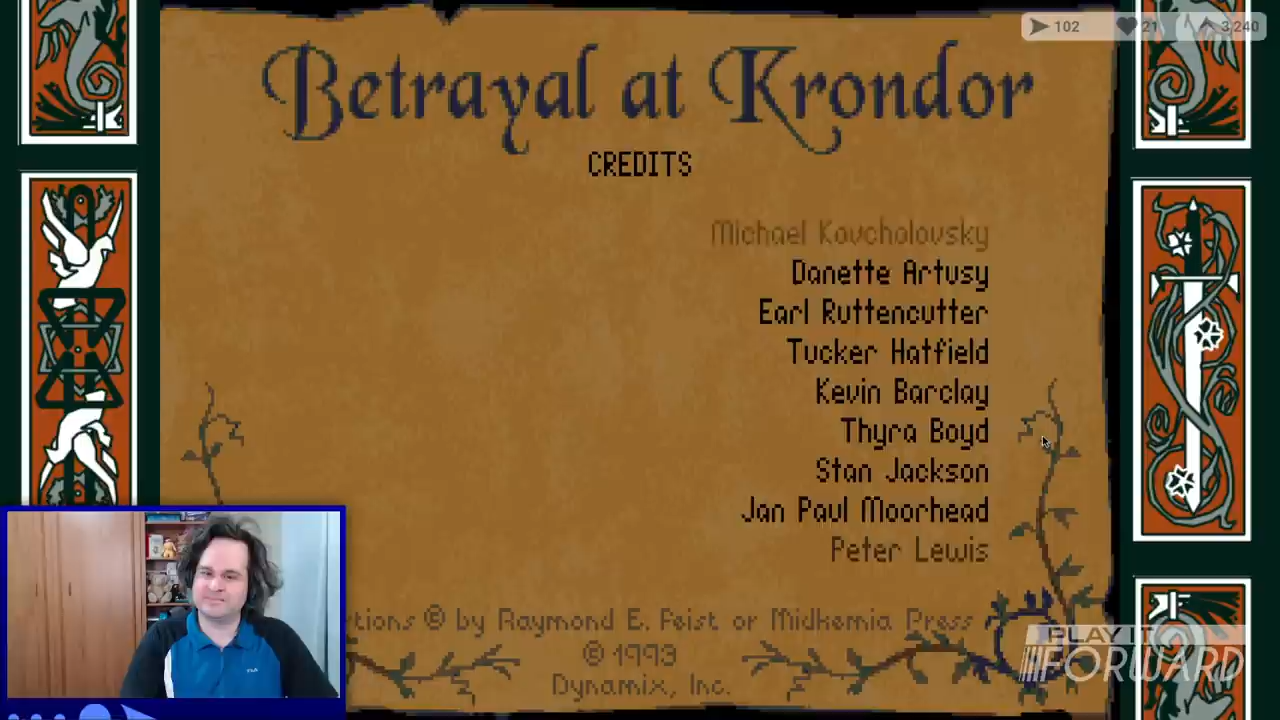 102 21 3,240
Betrayal at Krondor
CREDITS
Michael Kovcholovsky
Danette Artusy
Earl Ruttencutter
Tucker Hatfield
Kevin Barclay
Thyra Boyd
Stan Jackson
Jan Paul Moorhead
Peter Lewis
tions © by Raymond E. Feist or Midkemia Press
© 1993
Dynamix, Inc.
PLAY IT
FORWARD
FILA